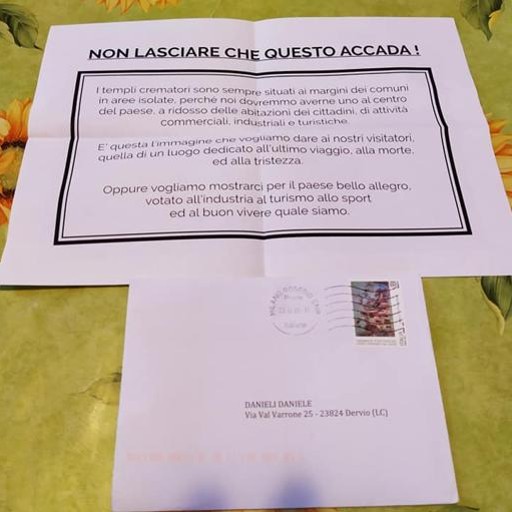 NON LASCIARE CHE QUESTO ACCADA !
I templi crematori sono sempre situati ai margini dei comuni
in aree isolate, perché noi dovremmo averne uno al centro
del paese, a ridosso delle abitazioni dei cittadini, di attività
commerciali, industriali e turistiche.
E' questa l'immagine che vogliamo dare ai nostri visitatori,
quella di un luogo dedicato all'ultimo viaggio, alla morte,
ed alla tristezza.
Oppure vogliamo mostrarci per il paese bello allegro,
votato all'industria al turismo allo sport
ed al buon vivere quale siamo.
DANIELI DANIELE
Via Val Varrone 25 - 23824 Dervio (LC)